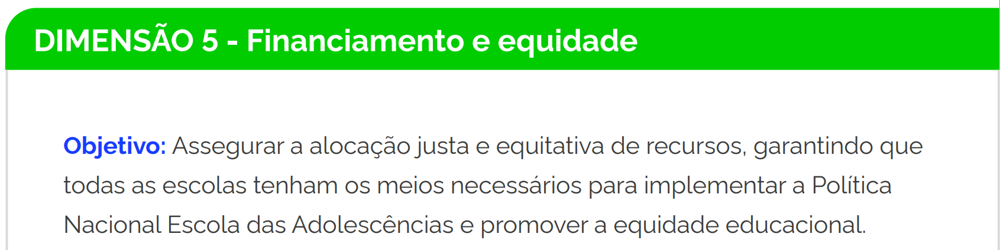 DIMENSÃO 5 - Financiamento e equidade
Objetivo: Assegurar a alocação justa e equitativa de recursos, garantindo que
todas as escolas tenham os meios necessários para implementar a Política
Nacional Escola das Adolescências e promover a equidade educacional.